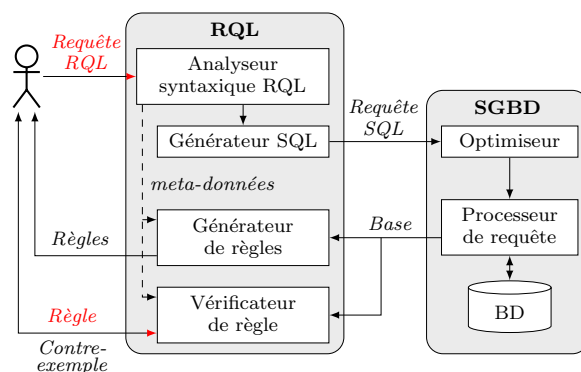 RQL
Requête
RQL
Analyseur
syntaxique RQL
Requête
SQL
SGBD
Générateur SQL
Optimiseur
meta-données
Règles
Générateur
de règles
Base
Processeur
de requête
Règle
Contre-
exemple
Vérificateur
de règle
BD